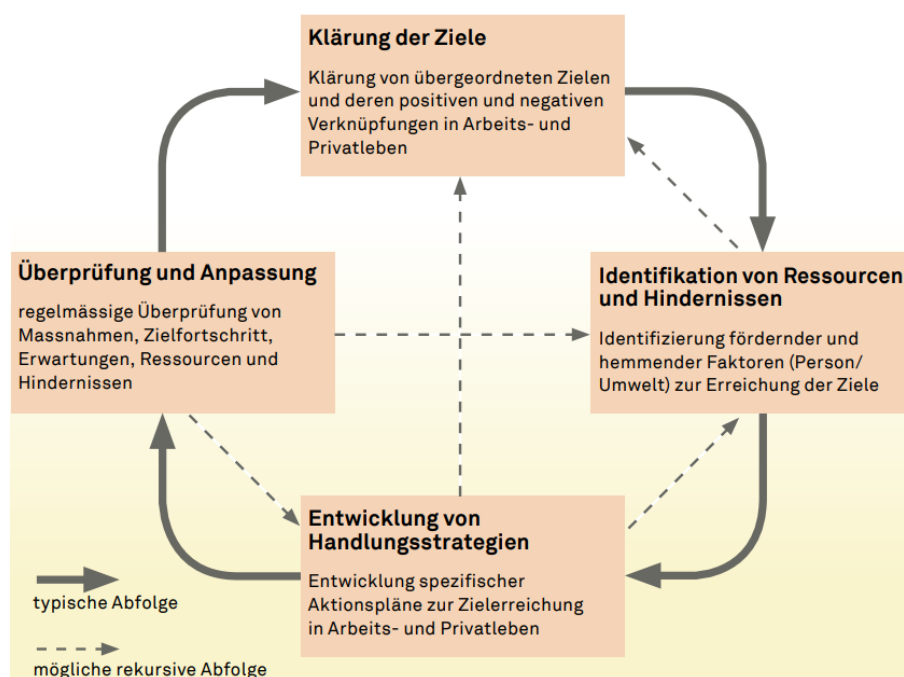 Klärung der Ziele
Klärung von übergeordneten Zielen
und deren positiven und negativen
Verknüpfungen in Arbeits- und
Privatleben
Überprüfung und Anpassung
regelmässige Überprüfung von
Massnahmen, Zielfortschritt,
Erwartungen, Ressourcen und
Hindernissen
Identifikation von Ressourcen
und Hindernissen
Identifizierung fördernder und
hemmender Faktoren (Person/
Umwelt) zur Erreichung der Ziele
Entwicklung von
Handlungsstrategien
Entwicklung spezifischer
Aktionspläne zur Zielerreichung
in Arbeits- und Privatleben
typische Abfolge
mögliche rekursive Abfolge